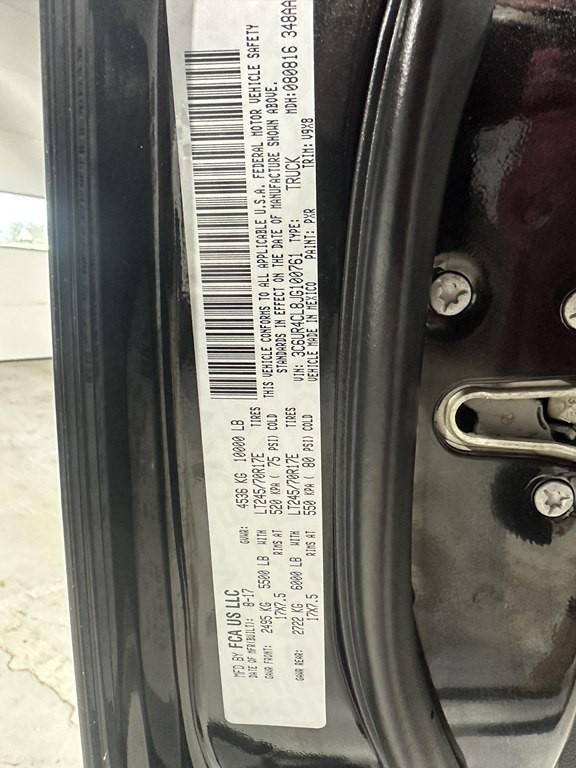 MFD BY FCA US LLC
DATE OF MFR(BUILT): 8-17 GVWR: 4536 KG 10000 LB
GAWR FRONT: 2495 KG 5500 LB WITH LT245/70R17E TIRES
17X7.5 RIMS AT 520 KPA ( 75 PSI) COLD
GAWR REAR: 2722 KG 6000 LB WITH LT245/70R17E TIRES
17X7.5 RIMS AT 550 KPA ( 80 PSI) COLD
THIS VEHICLE CONFORMS TO ALL APPLICABLE U.S.A. FEDERAL MOTOR VEHICLE SAFETY
STANDARDS IN EFFECT ON THE DATE OF MANUFACTURE SHOWN ABOVE.
MDH:080816 348AA
VIN: 3C6UR4CL8JG100761 TYPE: TRUCK
VEHICLE MADE IN MEXICO PAINT: PXR TRIM: V9X8